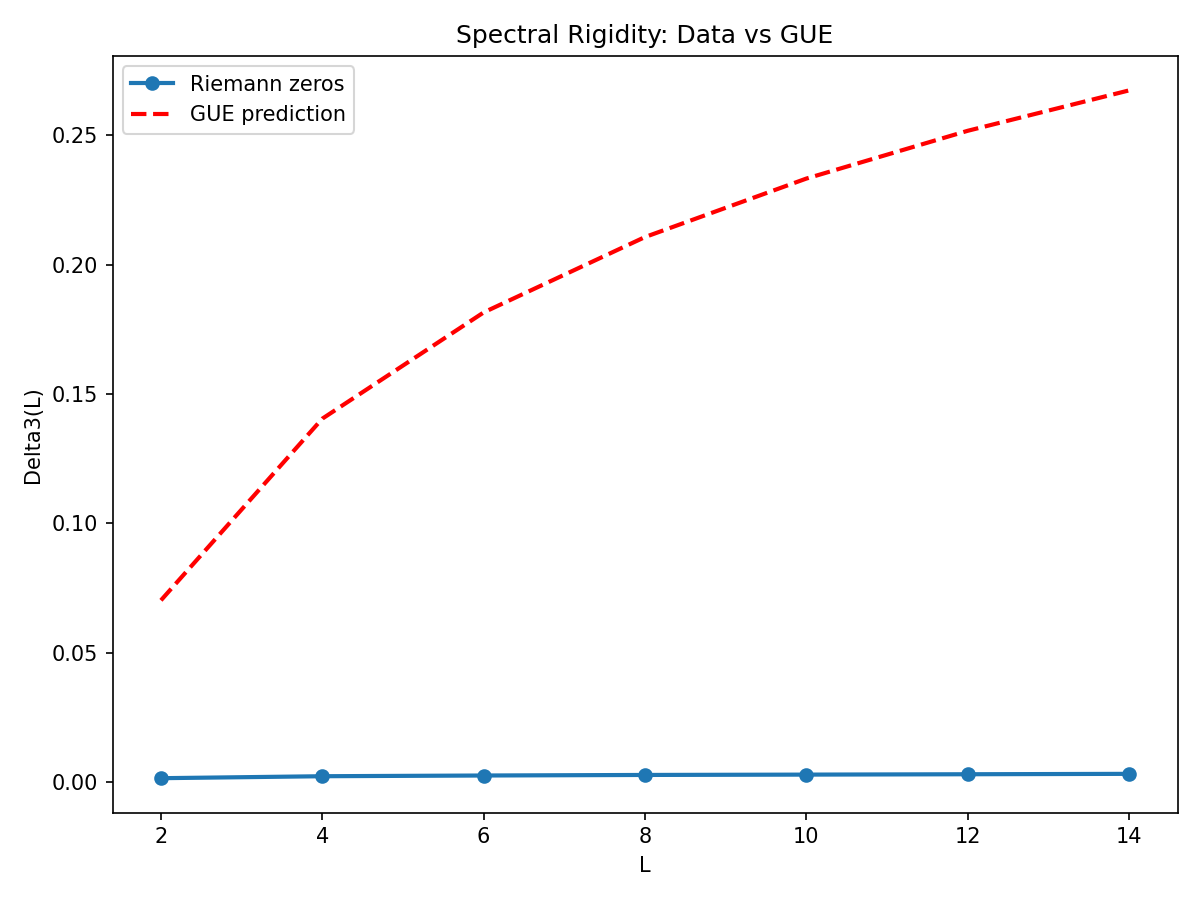 Spectral Rigidity: Data vs GUE
Riemann zeros
GUE prediction
Delta3(L)
0.25
0.20
0.15
0.10
0.05
0.00
2 4 6 8 10 12 14
L